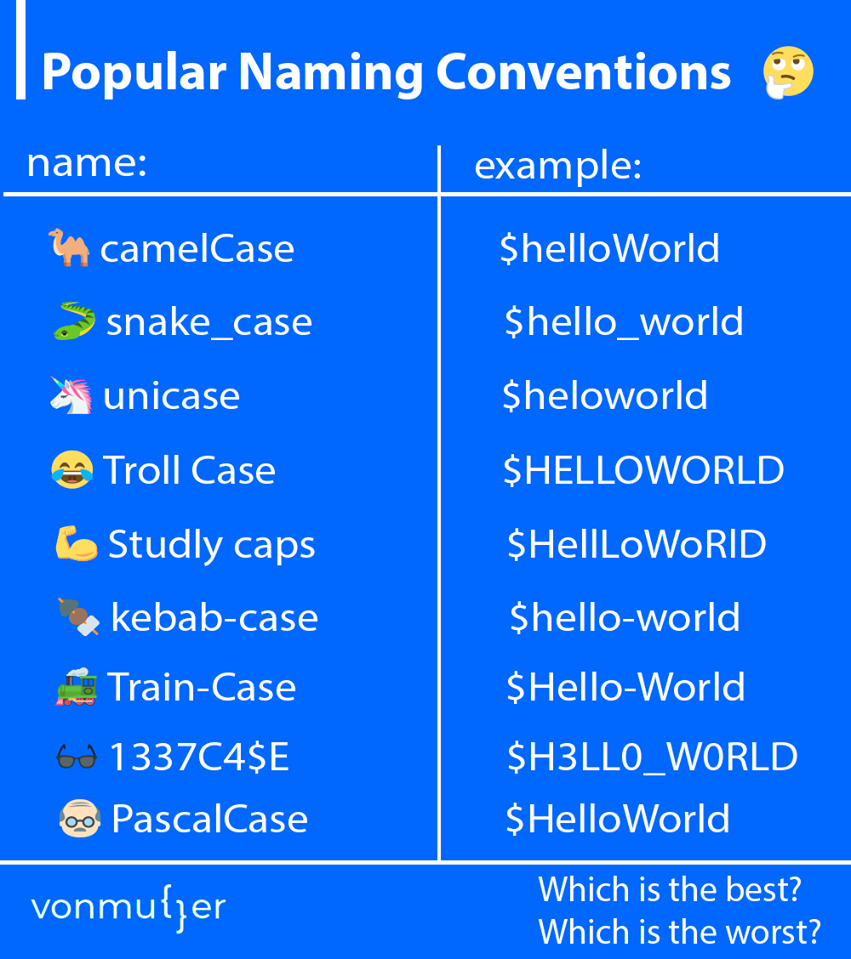 Popular Naming Conventions 🤔
name: example:
🐪 camelCase $helloWorld
🐍 snake_case $hello_world
🦄 unicase $heloworld
😂 Troll Case $HELLOWORLD
💪 Studly caps $HellLoWoRlD
🍢 kebab-case $hello-world
🚂 Train-Case $Hello-World
🕶 1337C4$E $H3LL0_W0RLD
👴 PascalCase $HelloWorld
vonmu{}er
Which is the best?
Which is the worst?